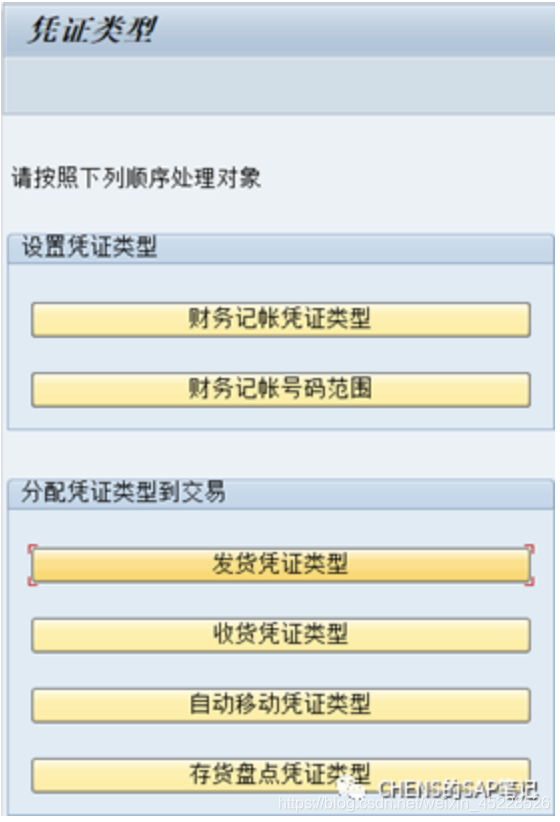 凭证类型
请按照下列顺序处理对象
设置凭证类型
财务记帐凭证类型
财务记帐号码范围
分配凭证类型到交易
发货凭证类型
收货凭证类型
自动移动凭证类型
存货盘点凭证类型
CHENS的SAP笔记
https://blog.csdn.net/weixin_45228526